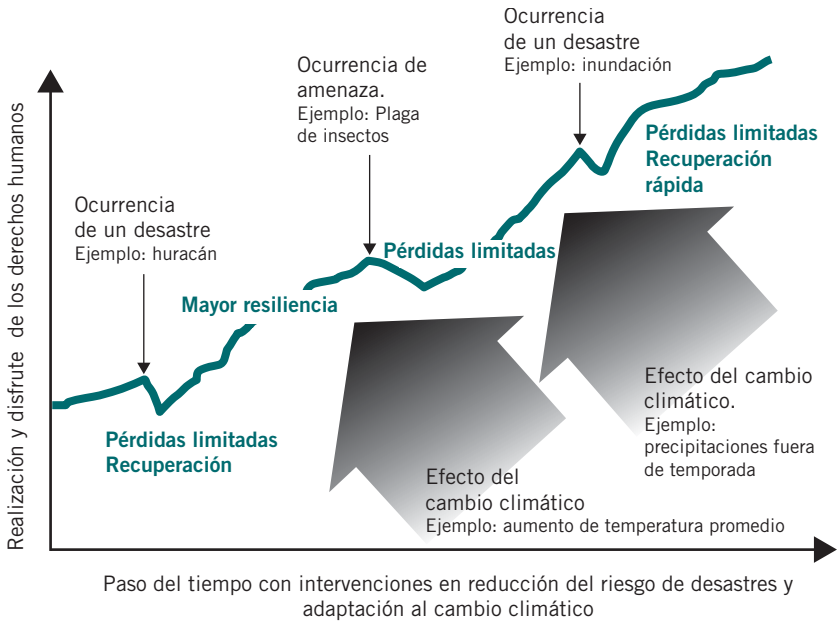 Ocurrencia
de un desastre
Ejemplo: inundación
Ocurrencia de
amenaza.
Ejemplo: Plaga
de insectos
Pérdidas limitadas
Recuperación
rápida
Ocurrencia
de un desastre
Ejemplo: huracán
Pérdidas limitadas
Mayor resiliencia
Efecto del cambio
climático.
Ejemplo:
precipitaciones fuera
de temporada
Pérdidas limitadas
Recuperación
Efecto del
cambio climático
Ejemplo: aumento de temperatura promedio
Realización y disfrute de los derechos humanos
Paso del tiempo con intervenciones en reducción del riesgo de desastres y
adaptación al cambio climático